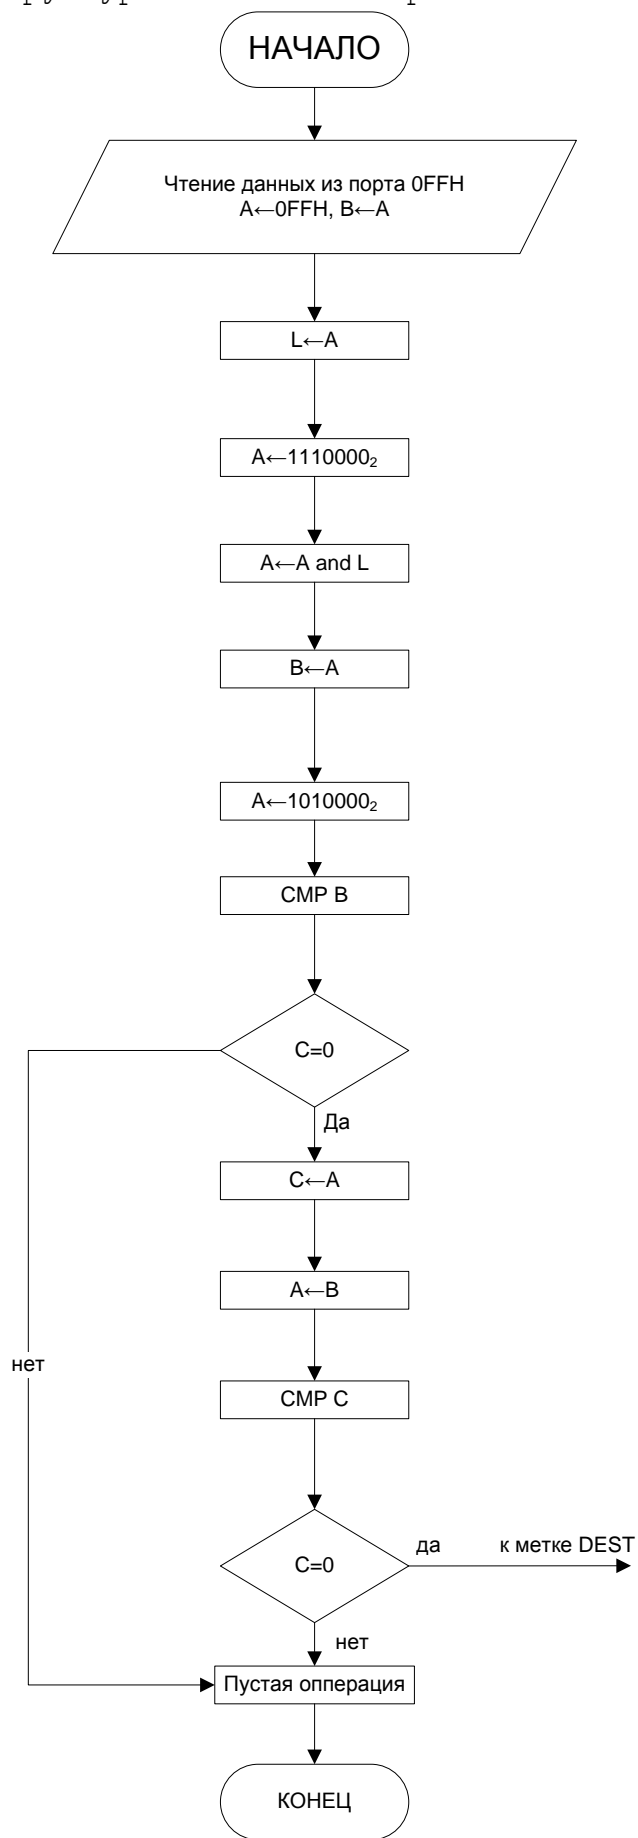 НАЧАЛО
Чтение данных из порта 0FFH
A←0FFH, B←A
L←A
A←1110000₂
A←A and L
B←A
A←1010000₂
CMP B
C=0
Да
C←A
A←B
нет
CMP C
C=0
да
к метке DEST
нет
Пустая опперация
КОНЕЦ